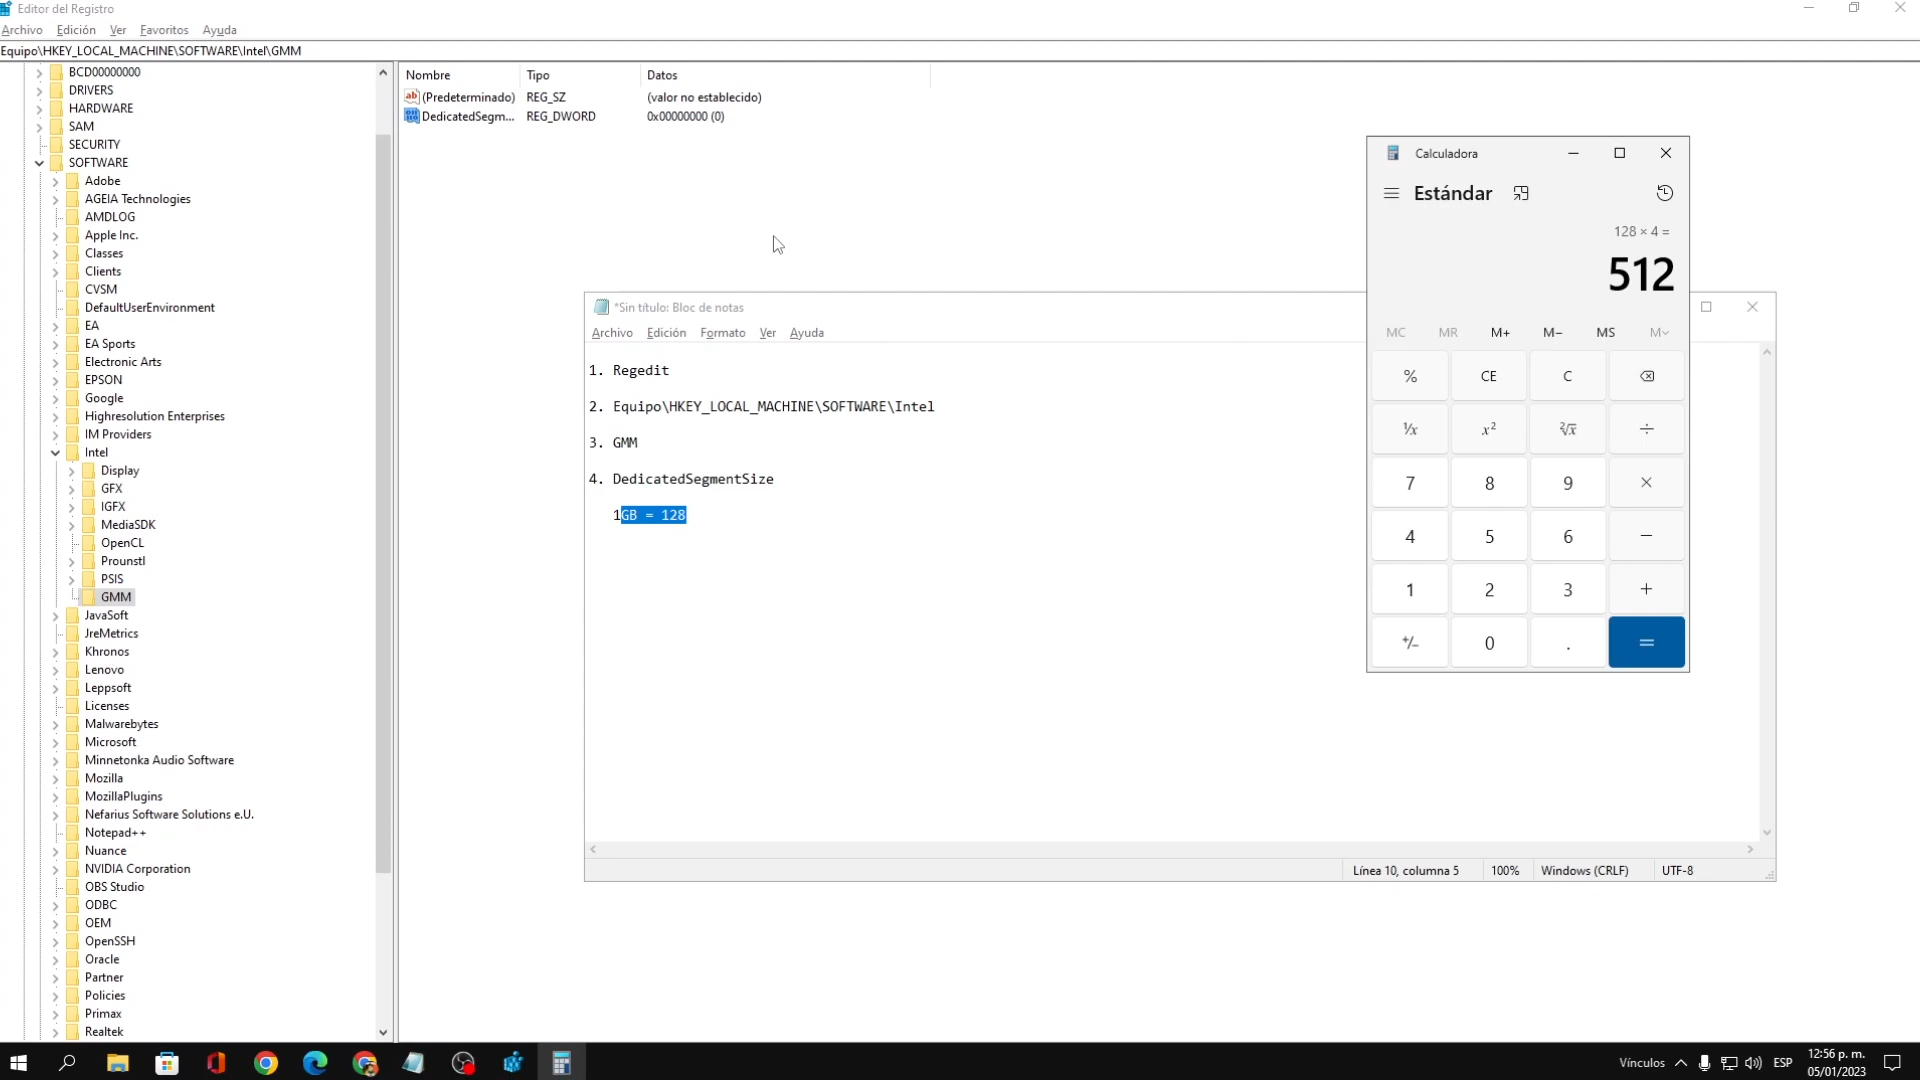 Editor del Registro
Archivo Edición Ver Favoritos Ayuda
Equipo\HKEY_LOCAL_MACHINE\SOFTWARE\Intel\GMM
BCD00000000
DRIVERS
HARDWARE
SAM
SECURITY
SOFTWARE
Adobe
AGEIA Technologies
AMDLOG
Apple Inc.
Classes
Clients
CVSM
DefaultUserEnvironment
EA
EA Sports
Electronic Arts
EPSON
Google
Highresolution Enterprises
IM Providers
Intel
Display
GFX
IGFX
MediaSDK
OpenCL
Prounstl
PSIS
GMM
JavaSoft
JreMetrics
Khronos
Lenovo
Leppsoft
Licenses
Malwarebytes
Microsoft
Minnetonka Audio Software
Mozilla
MozillaPlugins
Nefarius Software Solutions e.U.
Notepad++
Nuance
NVIDIA Corporation
OBS Studio
ODBC
OEM
OpenSSH
Oracle
Partner
Policies
Primax
Realtek
Nombre Tipo Datos
ab (Predeterminado) REG_SZ (valor no establecido)
DedicatedSegm... REG_DWORD 0x00000000 (0)
*Sin título: Bloc de notas
Archivo Edición Formato Ver Ayuda
1. Regedit
2. Equipo\HKEY_LOCAL_MACHINE\SOFTWARE\Intel
3. GMM
4. DedicatedSegmentSize
1GB = 128
Línea 10, columna 5 100% Windows (CRLF) UTF-8
Calculadora
Estándar
128 × 4 =
512
MC MR M+ M− MS M˅
% CE C
⅟x x² ²√x ÷
7 8 9 ×
4 5 6 −
1 2 3 +
+/− 0 . =
Vínculos ESP 12:56 p. m.
05/01/2023